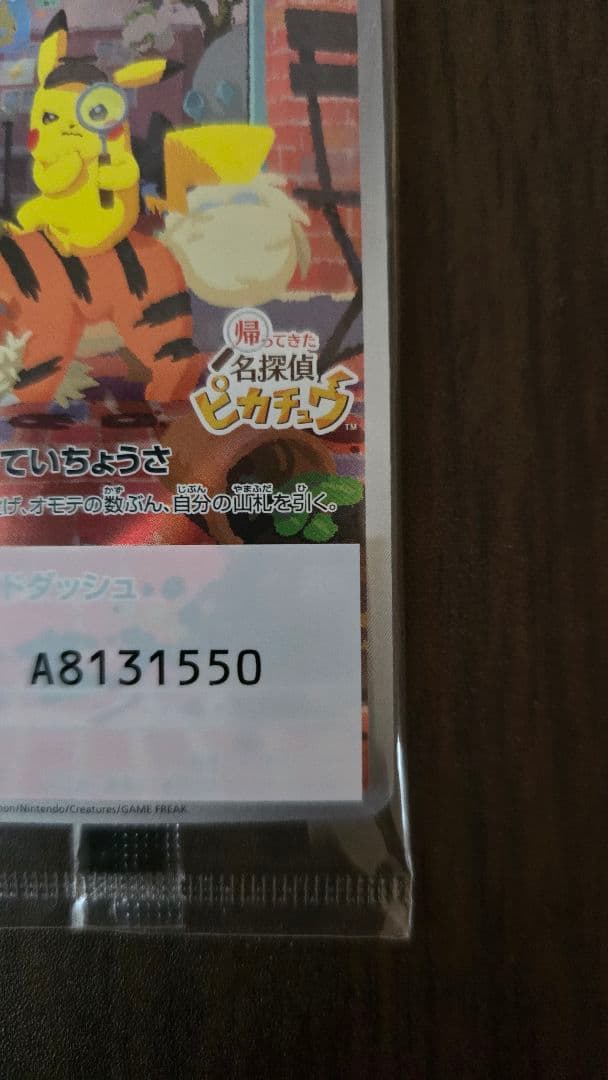 帰ってきた
名探偵
ピカチュウ
TM
ていちょうさ
げ、オモテの数ぶん、自分の山札を引く。
ドダッシュ
A8131550
mon/Nintendo/Creatures/GAME FREAK.